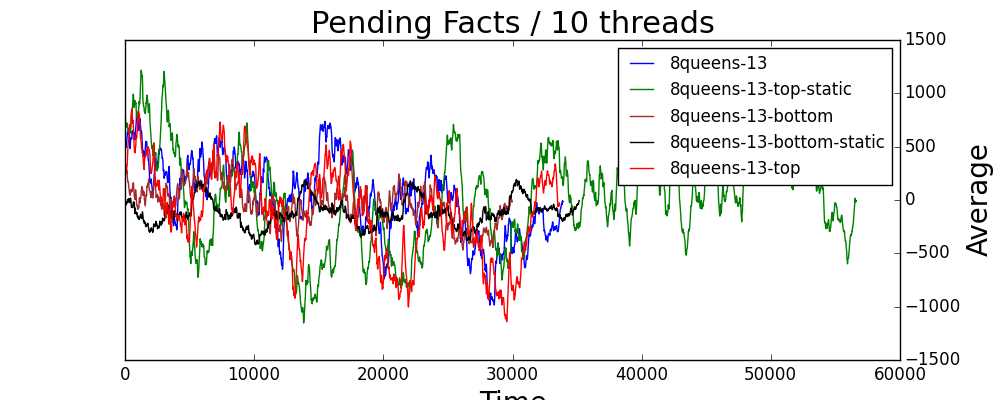 Pending Facts / 10 threads
8queens-13
8queens-13-top-static
8queens-13-bottom
8queens-13-bottom-static
8queens-13-top
1500
1000
500
0
−500
−1000
−1500
Average
0 10000 20000 30000 40000 50000 60000
Time